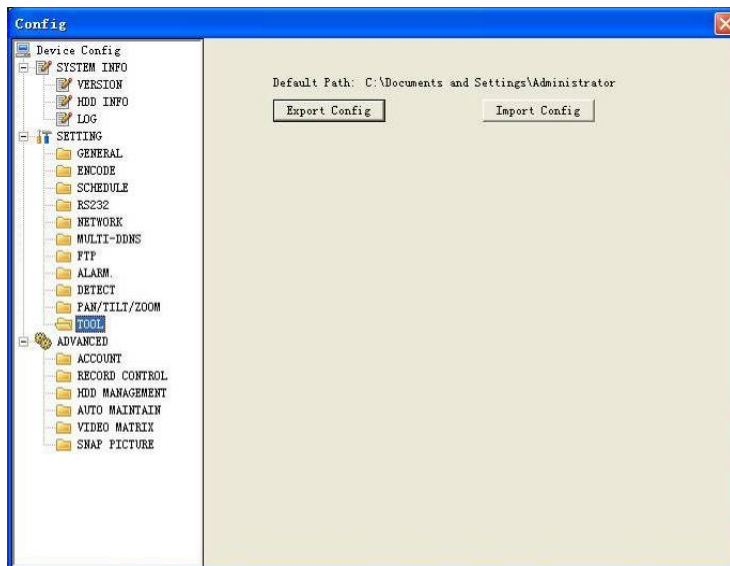 Config
Device Config
SYSTEM INFO
VERSION
HDD INFO
LOG
SETTING
GENERAL
ENCODE
SCHEDULE
RS232
NETWORK
MULTI-DDNS
FTP
ALARM.
DETECT
PAN/TILT/ZOOM
TOOL
ADVANCED
ACCOUNT
RECORD CONTROL
HDD MANAGEMENT
AUTO MAINTAIN
VIDEO MATRIX
SNAP PICTURE
Default Path: C:\Documents and Settings\Administrator
Export Config
Import Config